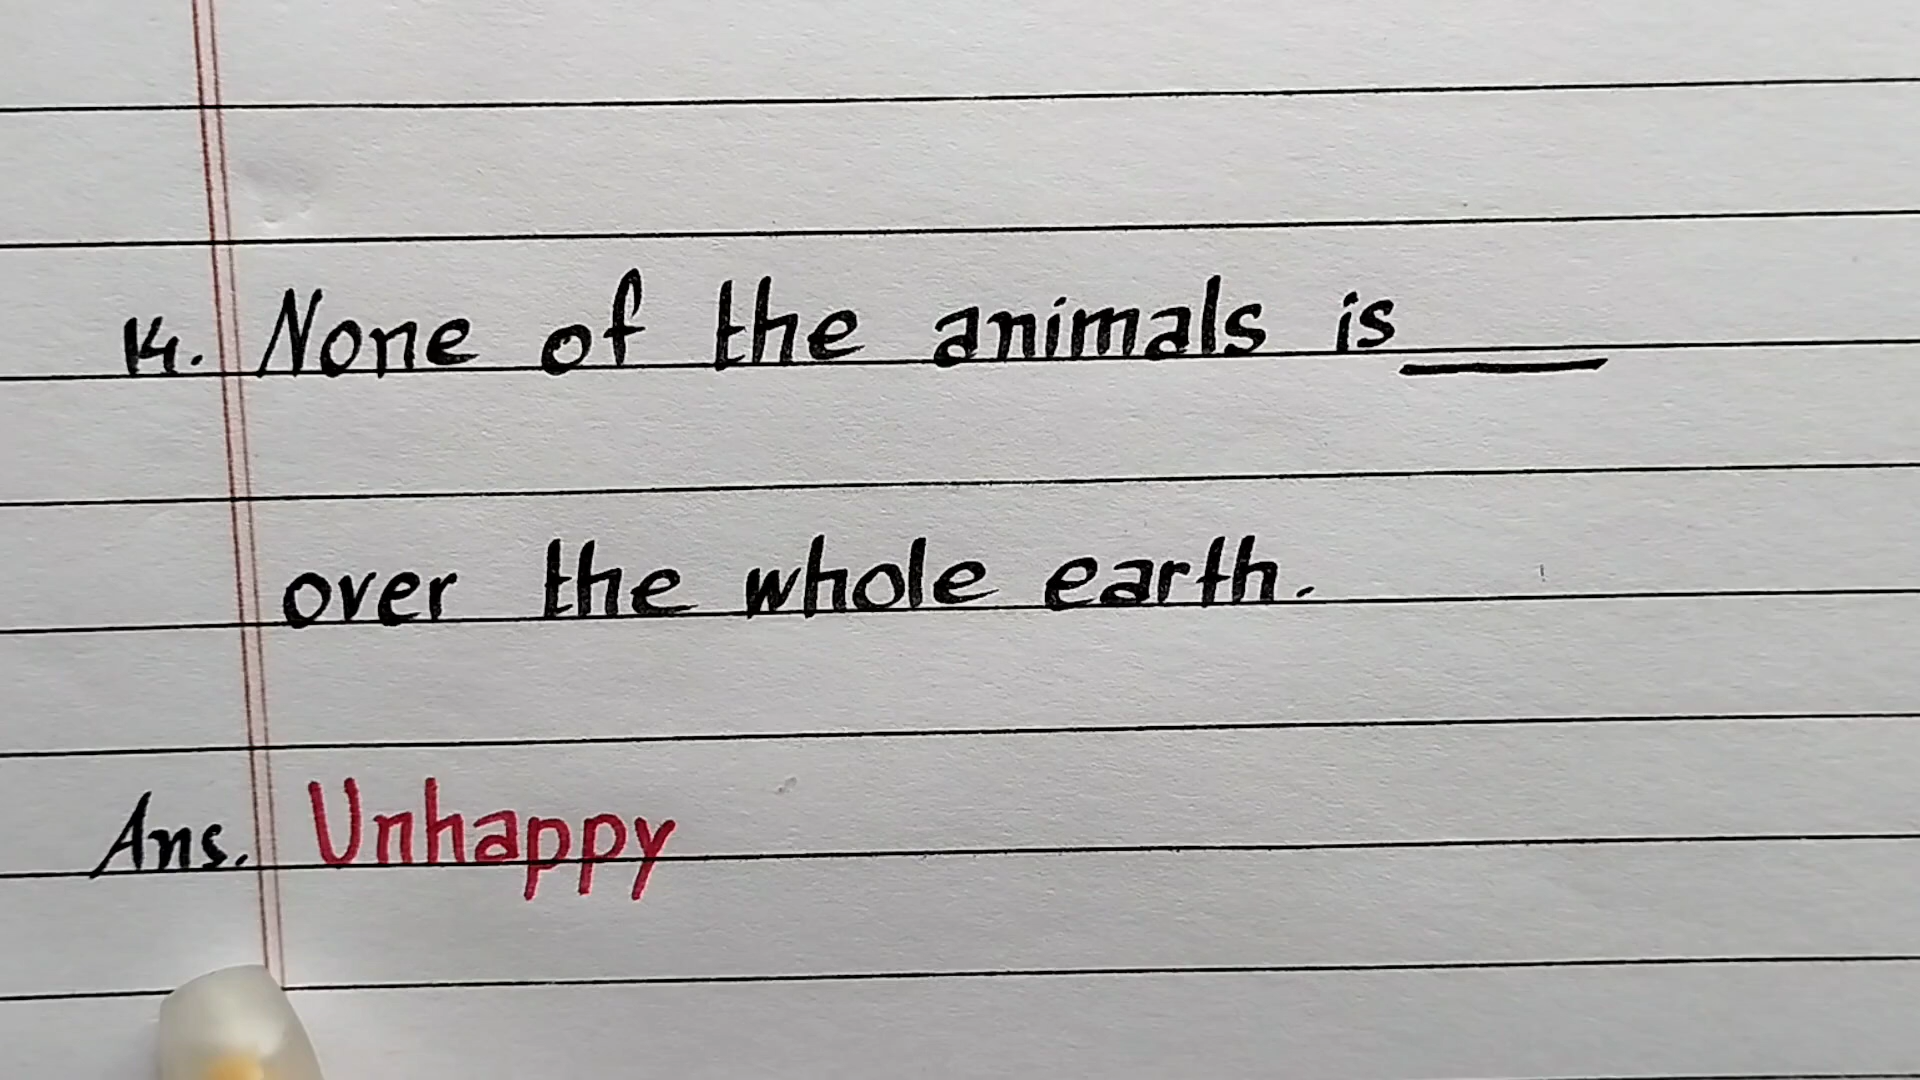 14. None of the animals is ____
over the whole earth.
Ans. Unhappy